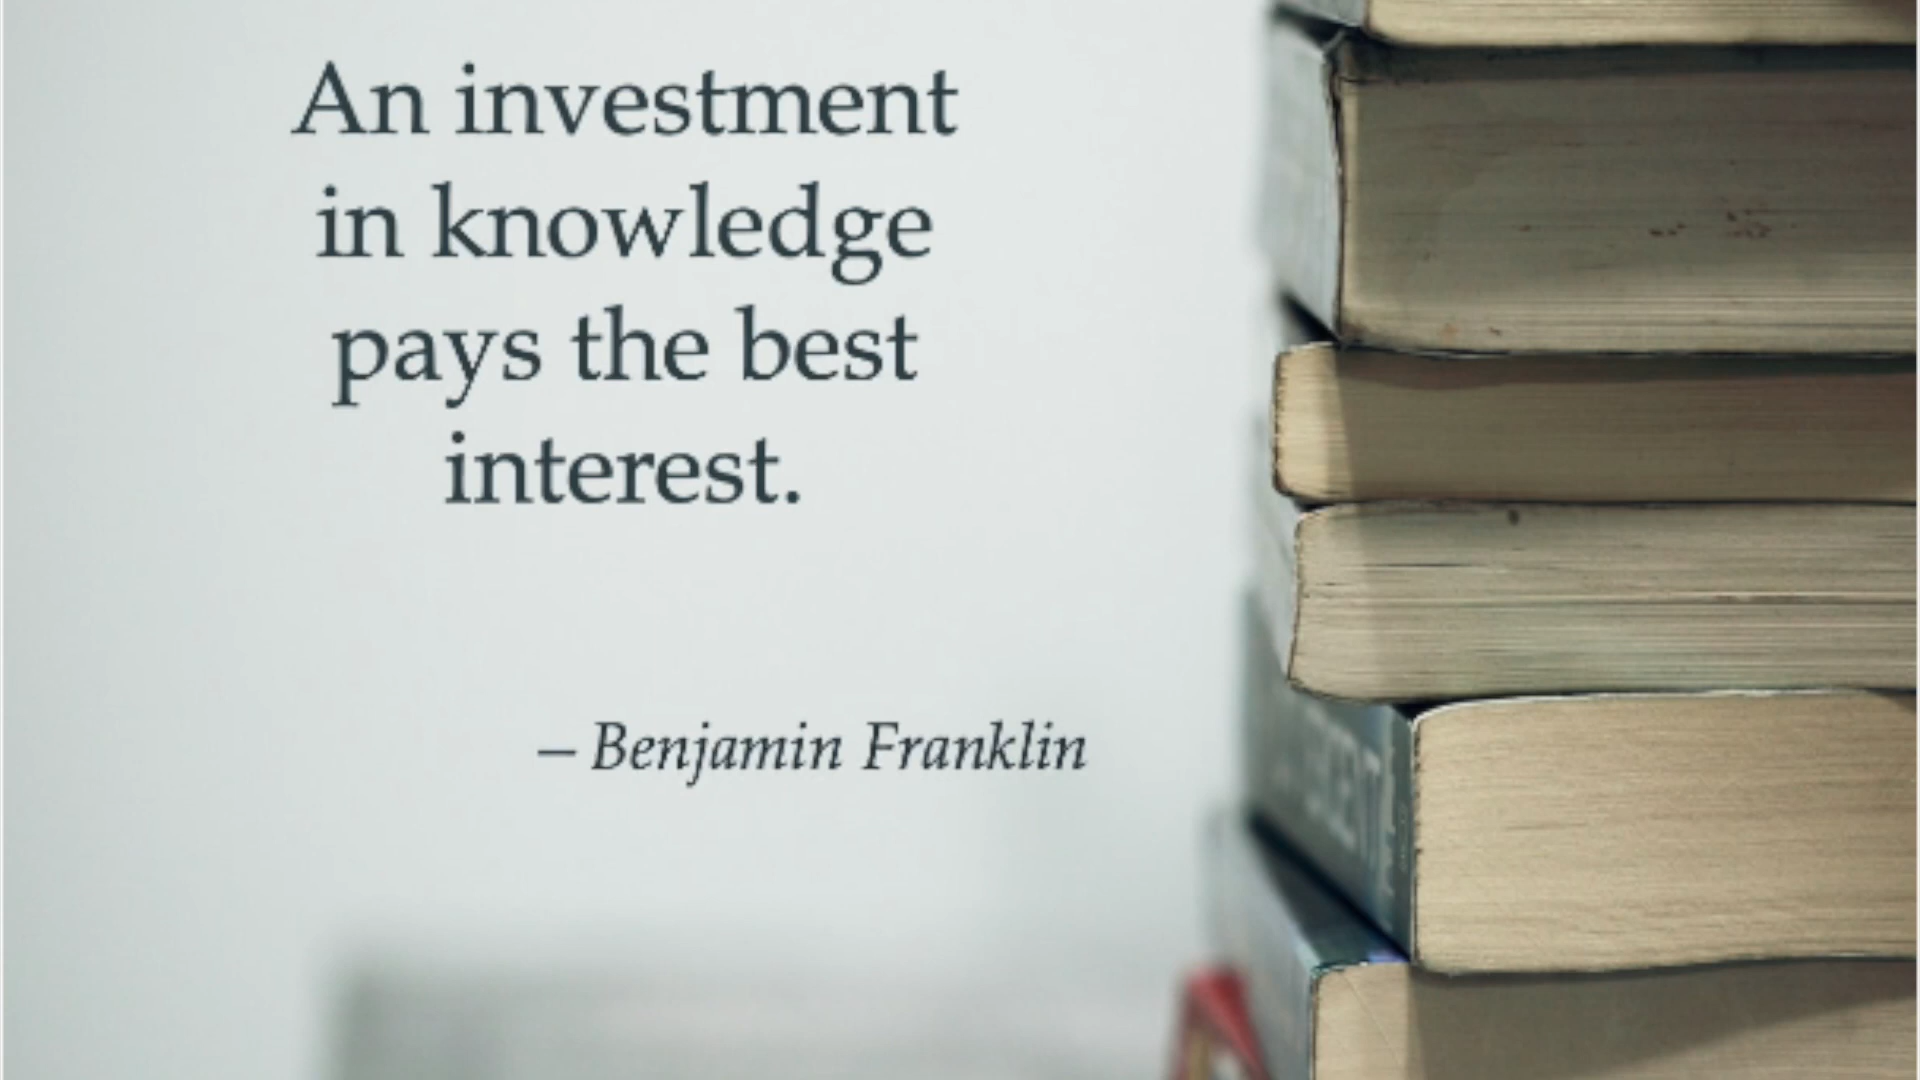 An investment
in knowledge
pays the best
interest.
– Benjamin Franklin